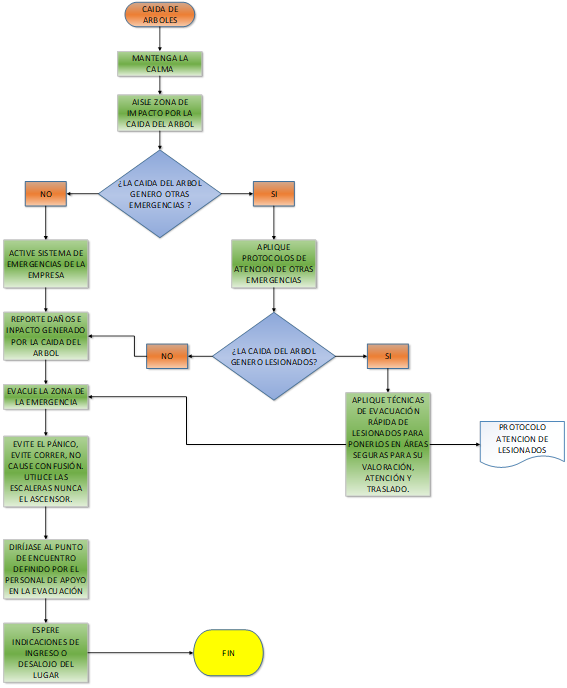 CAIDA DE
ARBOLES
MANTENGA LA
CALMA
AISLE ZONA DE
IMPACTO POR LA
CAIDA DEL ARBOL
¿LA CAIDA DEL ARBOL
GENERO OTRAS
EMERGENCIAS ?
NO
SI
ACTIVE SISTEMA DE
EMERGENCIAS DE LA
EMPRESA
APLIQUE
PROTOCOLOS DE
ATENCION DE OTRAS
EMERGENCIAS
REPORTE DAÑOS E
INPACTO GENERADO
POR LA CAIDA DEL
ARBOL
NO
¿LA CAIDA DEL ARBOL
GENERO LESIONADOS?
SI
EVACUE LA ZONA DE
LA EMERGENCIA
APLIQUE TÉCNICAS
DE EVACUACIÓN
RÁPIDA DE
LESIONADOS PARA
PONERLOS EN ÁREAS
SEGURAS PARA SU
VALORACIÓN,
ATENCIÓN Y
TRASLADO.
PROTOCOLO
ATENCION DE
LESIONADOS
EVITE EL PÁNICO,
EVITE CORRER, NO
CAUSE CONFUSIÓN.
UTILICE LAS
ESCALERAS NUNCA
EL ASCENSOR.
DIRÍJASE AL PUNTO
DE ENCUENTRO
DEFINIDO POR EL
PERSONAL DE APOYO
EN LA EVACUACIÓN
ESPERE
INDICACIONES DE
INGRESO O
DESALOJO DEL
LUGAR
FIN